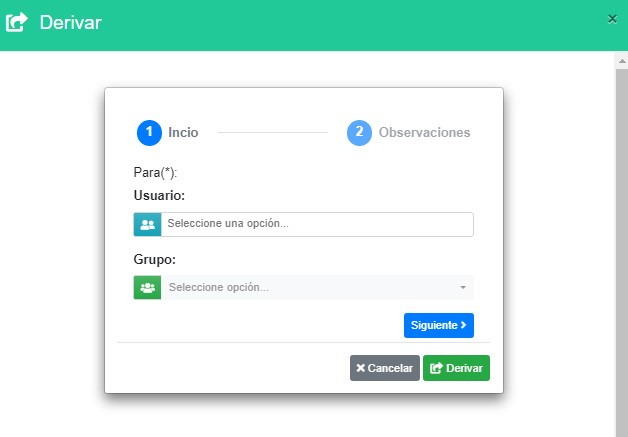 Derivar
×
1 Incio
2 Observaciones
Para(*):
Usuario:
Seleccione una opción...
Grupo:
Seleccione opción...
Siguiente
Cancelar
Derivar